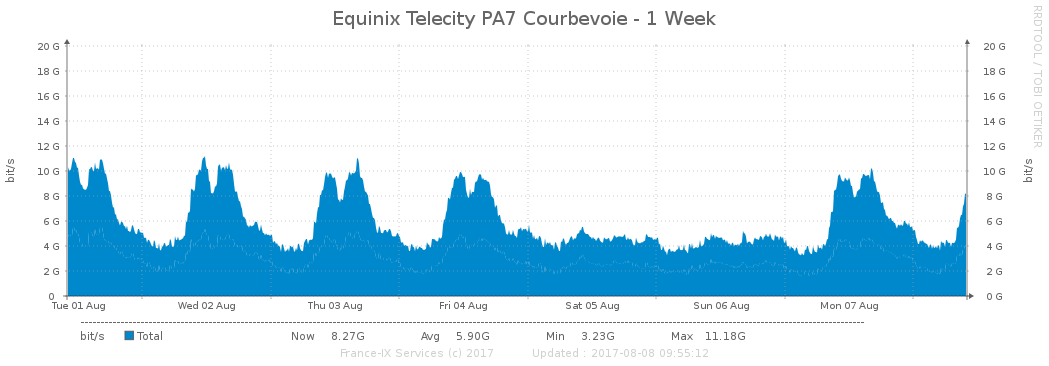 Equinix Telecity PA7 Courbevoie - 1 Week
RRDTOOL / TOBI OETIKER
bit/s
20 G 20 G
18 G 18 G
16 G 16 G
14 G 14 G
12 G 12 G
10 G 10 G
8 G 8 G
6 G 6 G
4 G 4 G
2 G 2 G
0 0 G
bit/s
Tue 01 Aug Wed 02 Aug Thu 03 Aug Fri 04 Aug Sat 05 Aug Sun 06 Aug Mon 07 Aug
bit/s Total Now 8.27G Avg 5.90G Min 3.23G Max 11.18G
France-IX Services (c) 2017 Updated : 2017-08-08 09:55:12